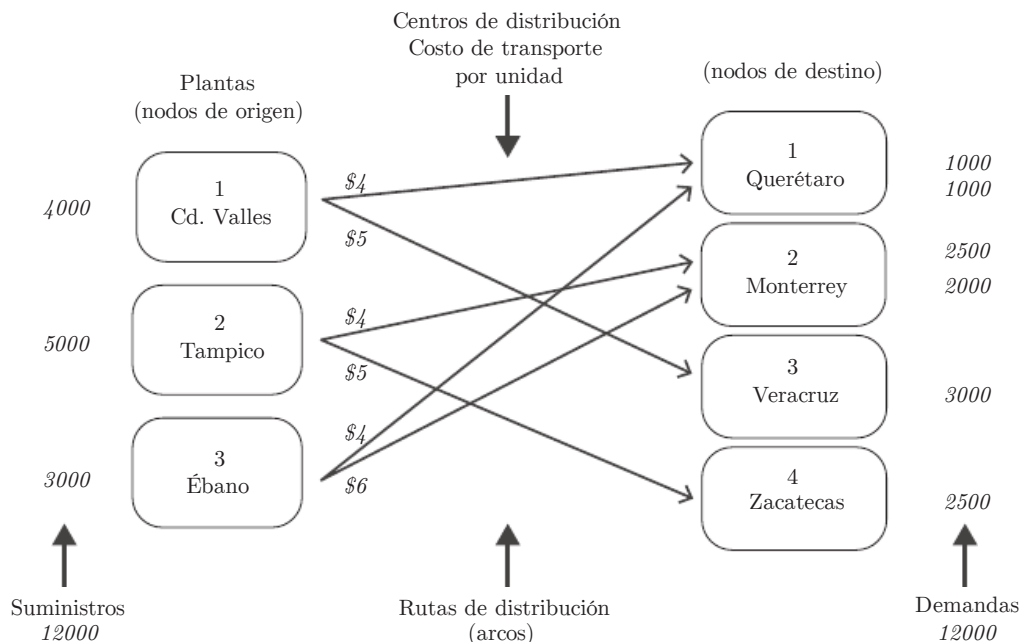 Centros de distribución
Costo de transporte
por unidad
Plantas
(nodos de origen)
(nodos de destino)
4000
1
Cd. Valles
$4
$5
1
Querétaro
1000
1000
5000
2
Tampico
$4
$5
2
Monterrey
2500
2000
3
Veracruz
3000
3000
3
Ébano
$4
$6
4
Zacatecas
2500
Suministros
12000
Rutas de distribución
(arcos)
Demandas
12000